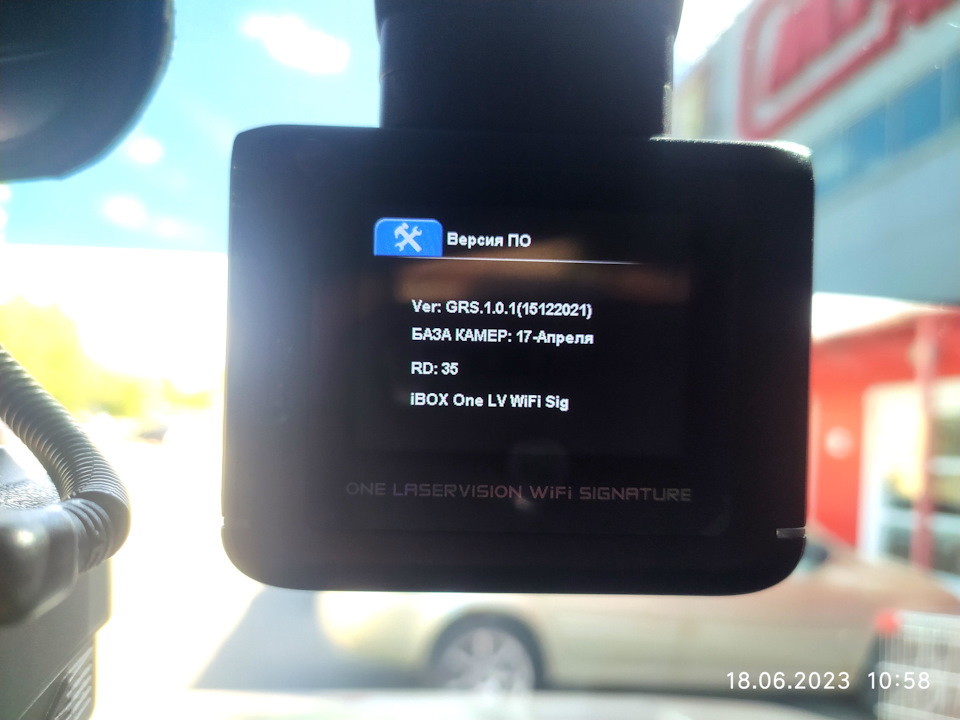 Версия ПО
Ver: GRS.1.0.1(15122021)
БАЗА КАМЕР: 17-Апреля
RD: 35
iBOX One LV WiFi Sig
ONE LASERVISION WiFi SIGNATURE
18.06.2023 10:58